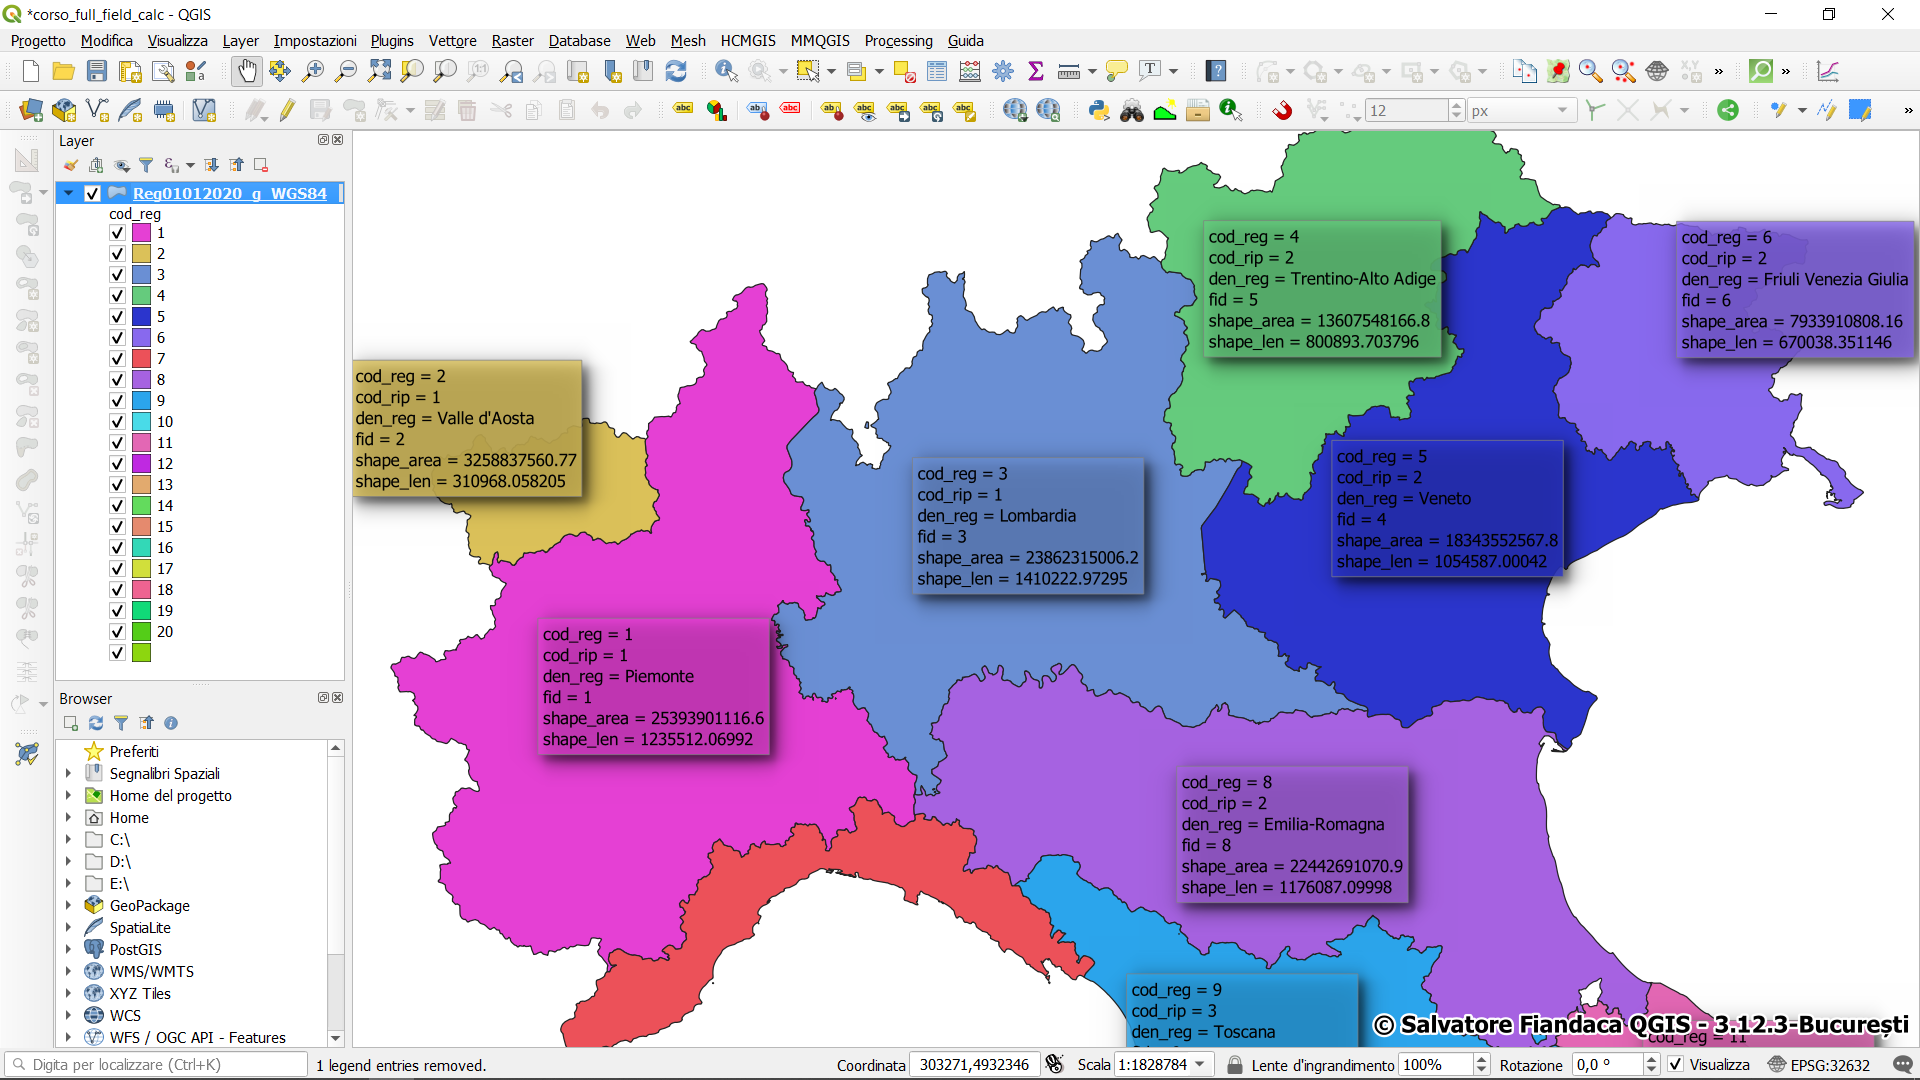 *corso_full_field_calc - QGIS
Progetto Modifica Visualizza Layer Impostazioni Plugins Vettore Raster Database Web Mesh HCMGIS MMQGIS Processing Guida
12 px
Layer
Reg01012020_g_WGS84
cod_reg
1
2
3
4
5
6
7
8
9
10
11
12
13
14
15
16
17
18
19
20
Browser
Preferiti
Segnalibri Spaziali
Home del progetto
Home
C:\
D:\
E:\
GeoPackage
SpatiaLite
PostGIS
WMS/WMTS
XYZ Tiles
WCS
WFS / OGC API - Features
cod_reg = 2
cod_rip = 1
den_reg = Valle d'Aosta
fid = 2
shape_area = 3258837560.77
shape_len = 310968.058205
cod_reg = 1
cod_rip = 1
den_reg = Piemonte
fid = 1
shape_area = 25393901116.6
shape_len = 1235512.06992
cod_reg = 3
cod_rip = 1
den_reg = Lombardia
fid = 3
shape_area = 23862315006.2
shape_len = 1410222.97295
cod_reg = 4
cod_rip = 2
den_reg = Trentino-Alto Adige
fid = 5
shape_area = 13607548166.8
shape_len = 800893.703796
cod_reg = 5
cod_rip = 2
den_reg = Veneto
fid = 4
shape_area = 18343552567.8
shape_len = 1054587.00042
cod_reg = 6
cod_rip = 2
den_reg = Friuli Venezia Giulia
fid = 6
shape_area = 7933910808.16
shape_len = 670038.351146
cod_reg = 8
cod_rip = 2
den_reg = Emilia-Romagna
fid = 8
shape_area = 22442691070.9
shape_len = 1176087.09998
cod_reg = 9
cod_rip = 3
den_reg = Toscana
© Salvatore Fiandaca QGIS - 3.12.3-București
cod_reg = 11
Digita per localizzare (Ctrl+K) 1 legend entries removed. Coordinata 303271,4932346 Scala 1:1828784 Lente d'ingrandimento 100% Rotazione 0,0 ° Visualizza EPSG:32632